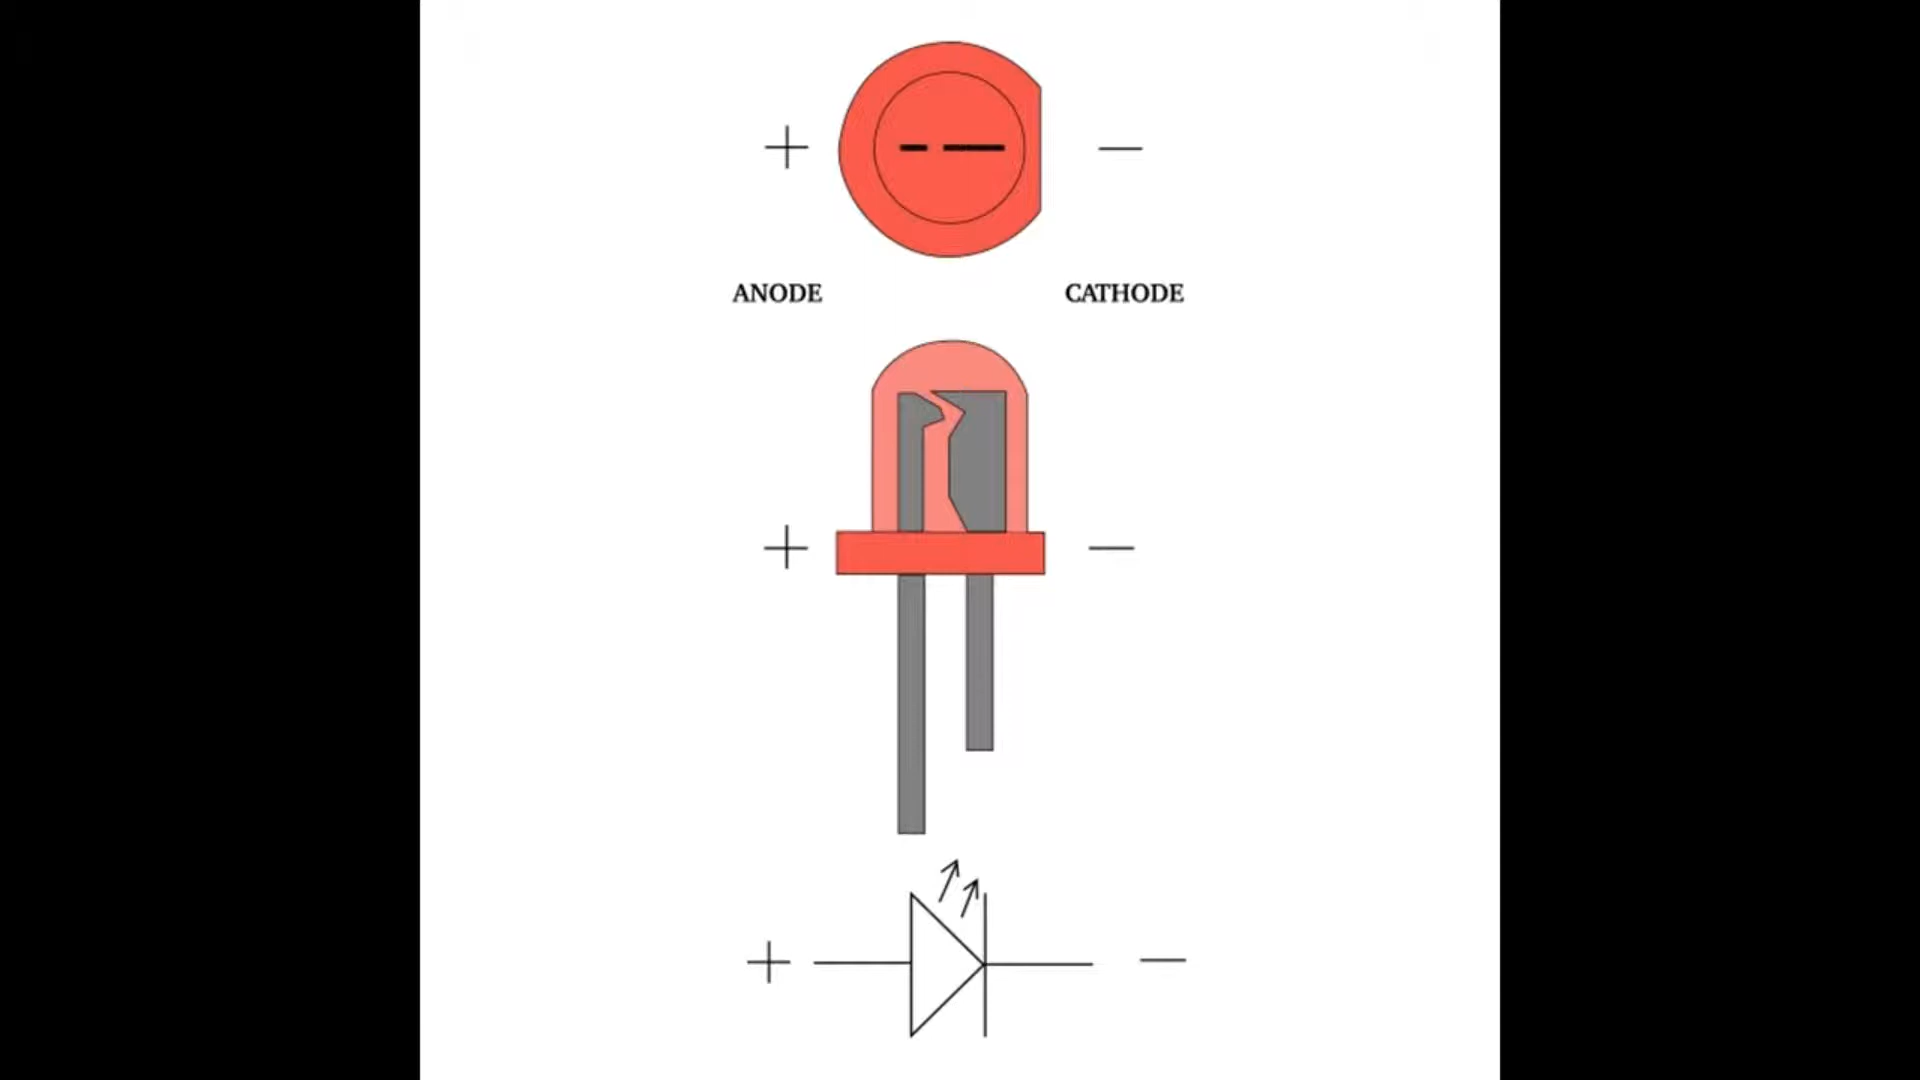 + −
ANODE CATHODE
+ −
+ −